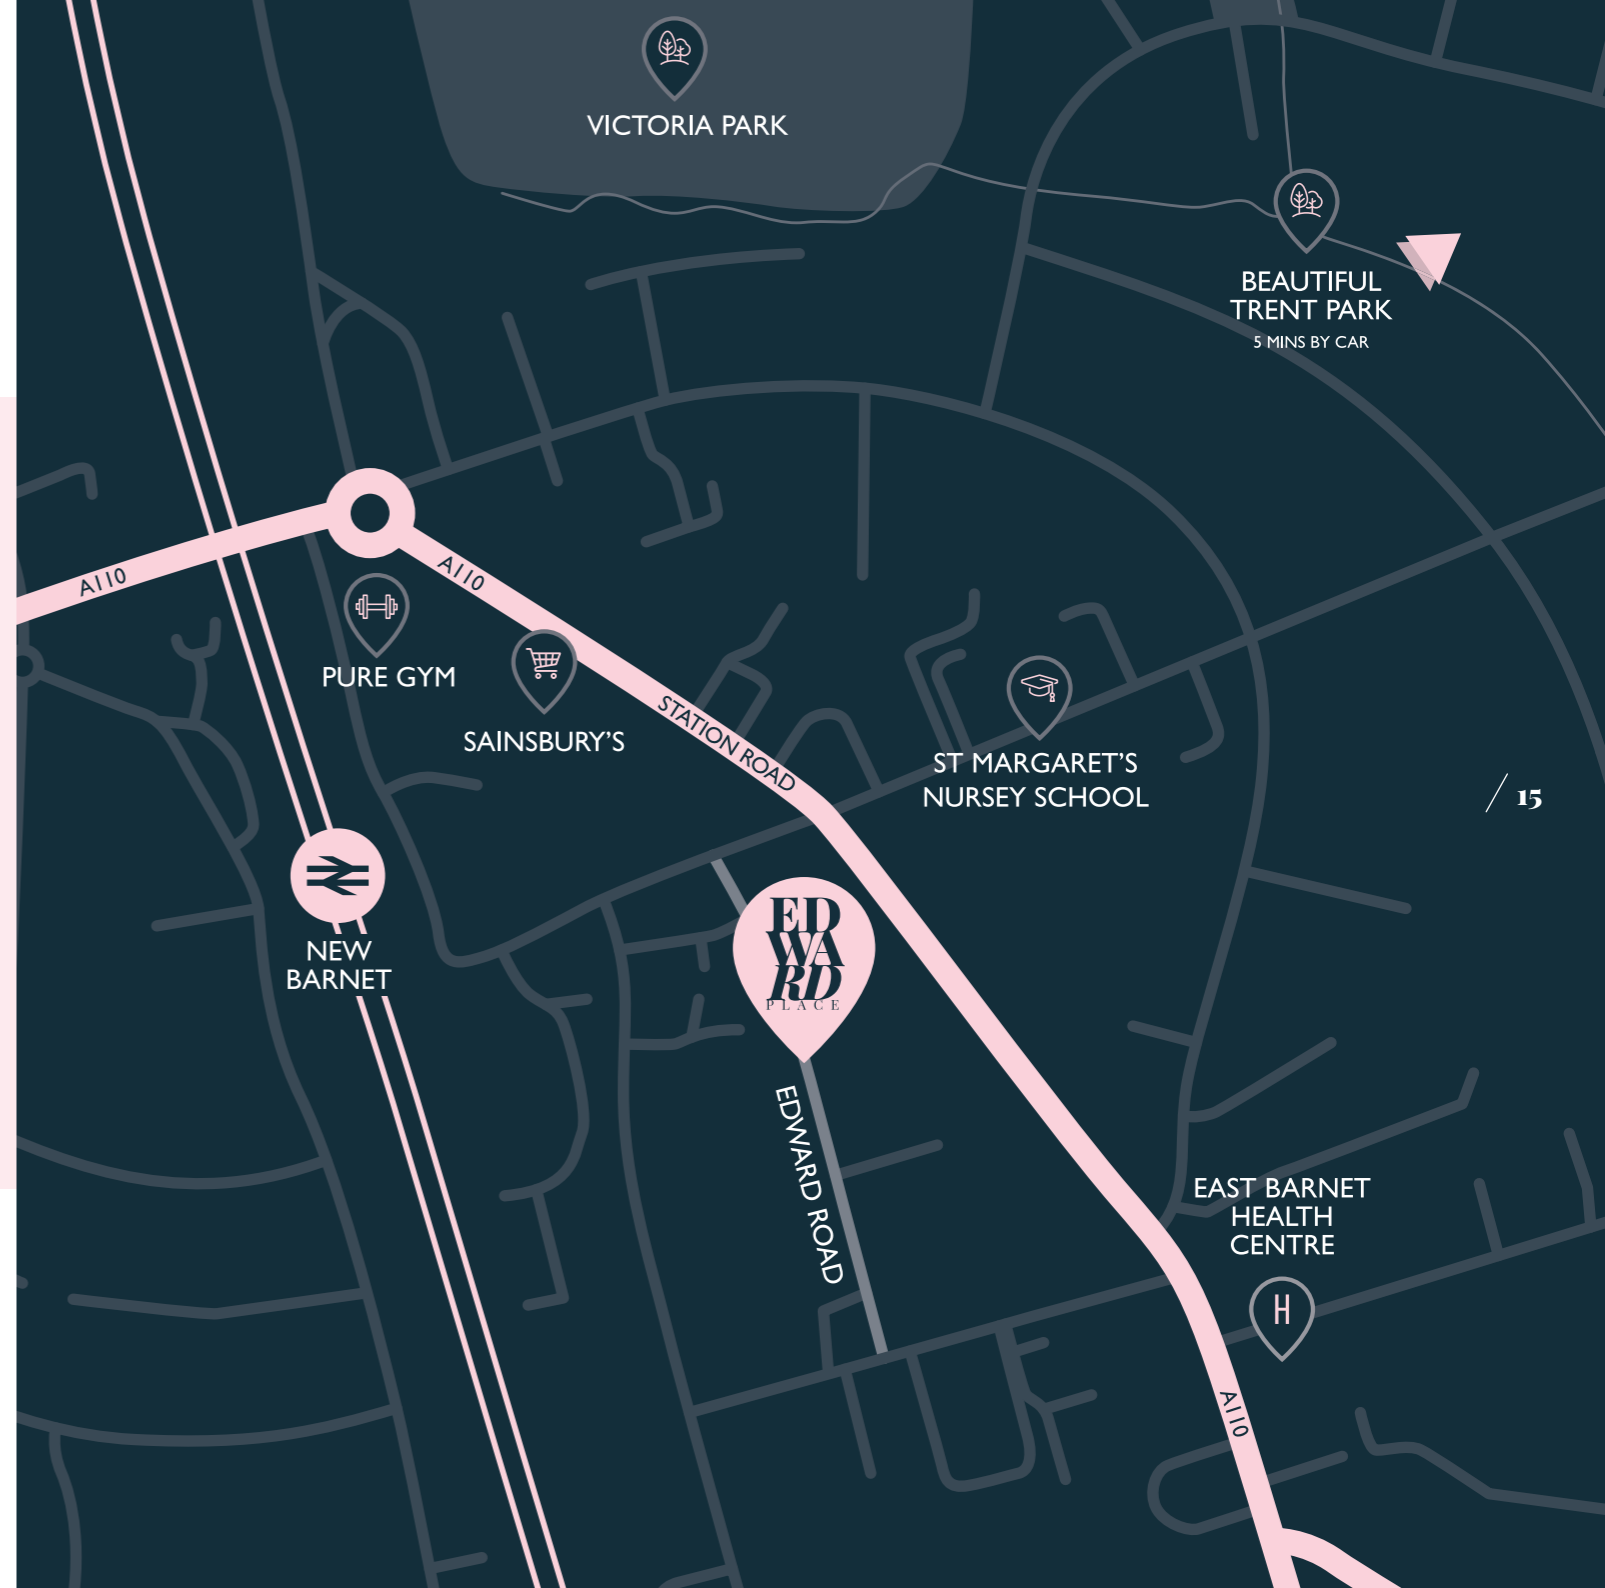 VICTORIA PARK
BEAUTIFUL
TRENT PARK
5 MINS BY CAR
A110
A110
PURE GYM
SAINSBURY'S
STATION ROAD
ST MARGARET'S
NURSEY SCHOOL
15
NEW
BARNET
ED
WA
RD
PLACE
EDWARD ROAD
EAST BARNET
HEALTH
CENTRE
H
A110